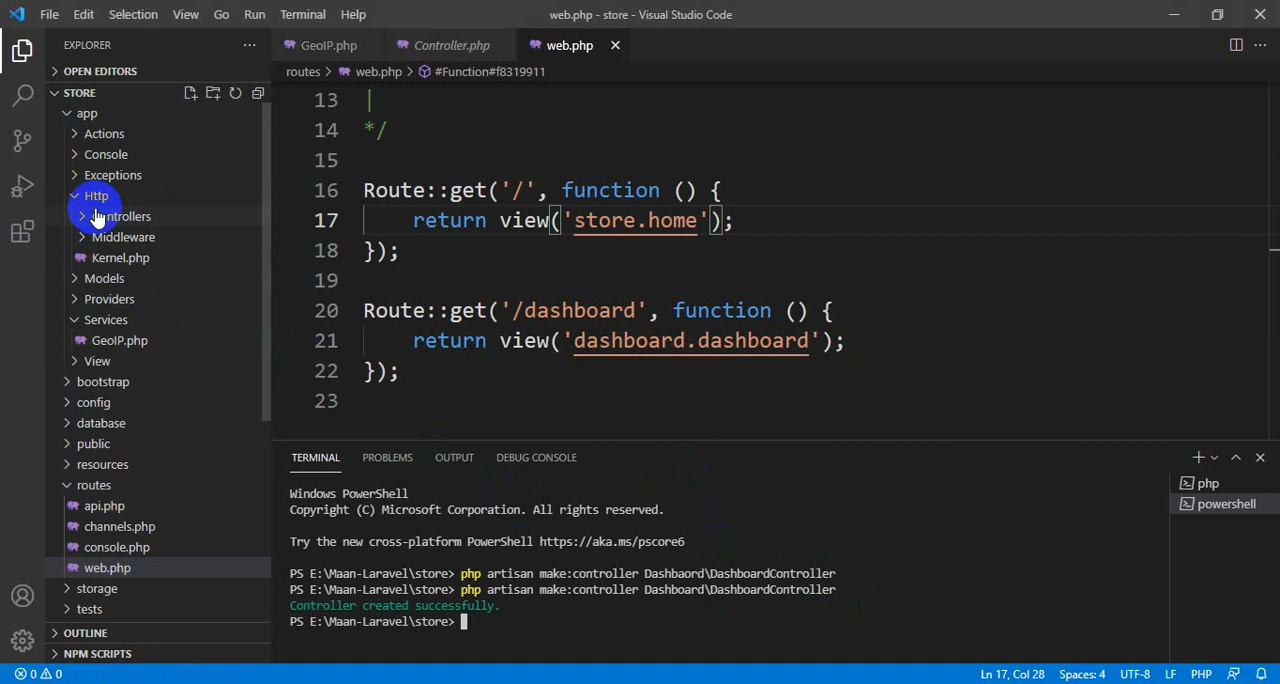 File Edit Selection View Go Run Terminal Help web.php - store - Visual Studio Code
EXPLORER
OPEN EDITORS
STORE
app
Actions
Console
Exceptions
Http
Middleware
Kernel.php
Models
Providers
Services
GeoIP.php
View
bootstrap
config
database
public
resources
routes
api.php
channels.php
console.php
web.php
storage
tests
OUTLINE
NPM SCRIPTS
GeoIP.php Controller.php web.php
routes > web.php > #Function#f8319911
13 |
14 */
15
16 Route::get('/', function () {
17 return view('store.home');
18 });
19
20 Route::get('/dashboard', function () {
21 return view('dashboard.dashboard');
22 });
23
TERMINAL PROBLEMS OUTPUT DEBUG CONSOLE
Windows PowerShell
Copyright (C) Microsoft Corporation. All rights reserved.
Try the new cross-platform PowerShell https://aka.ms/pscore6
PS E:\Maan-Laravel\store> php artisan make:controller Dashbaord\DashboardController
PS E:\Maan-Laravel\store> php artisan make:controller Dashboard\DashboardController
Controller created successfully.
PS E:\Maan-Laravel\store>
php
powershell
0 0 Ln 17, Col 28 Spaces: 4 UTF-8 LF PHP